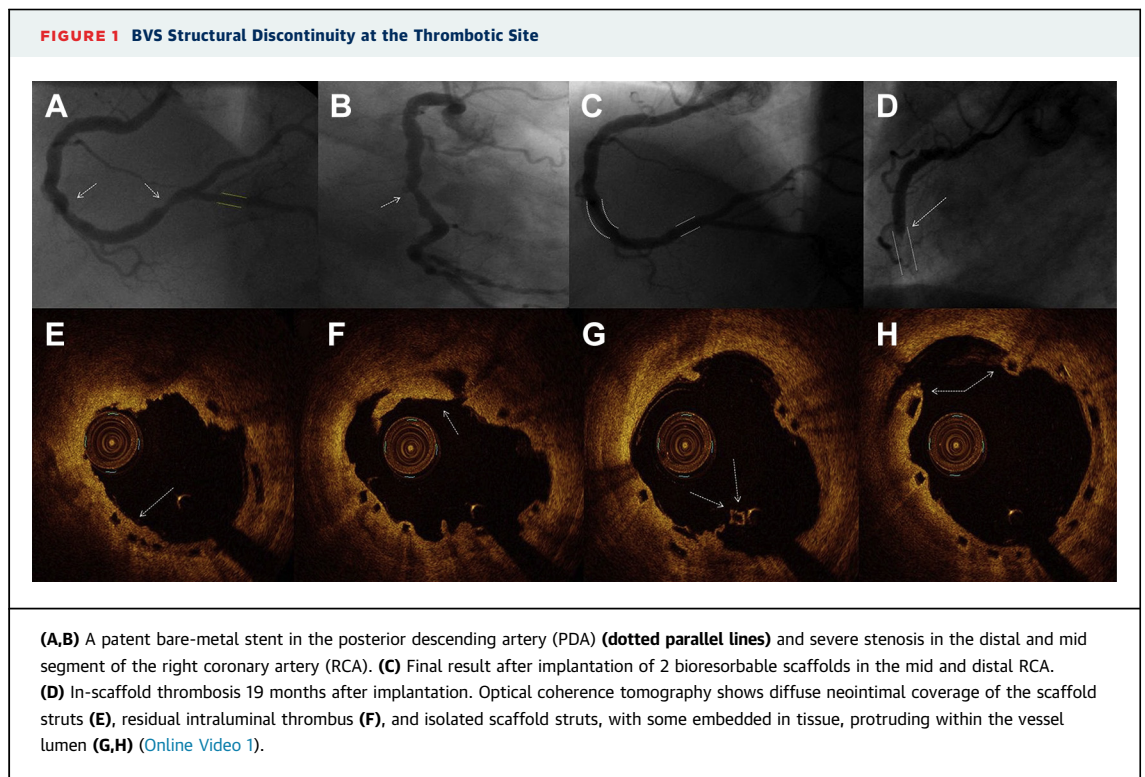 FIGURE 1 BVS Structural Discontinuity at the Thrombotic Site
A
B
C
D
E
F
G
H
(A,B) A patent bare-metal stent in the posterior descending artery (PDA) (dotted parallel lines) and severe stenosis in the distal and mid
segment of the right coronary artery (RCA). (C) Final result after implantation of 2 bioresorbable scaffolds in the mid and distal RCA.
(D) In-scaffold thrombosis 19 months after implantation. Optical coherence tomography shows diffuse neointimal coverage of the scaffold
struts (E), residual intraluminal thrombus (F), and isolated scaffold struts, with some embedded in tissue, protruding within the vessel
lumen (G,H) (Online Video 1).